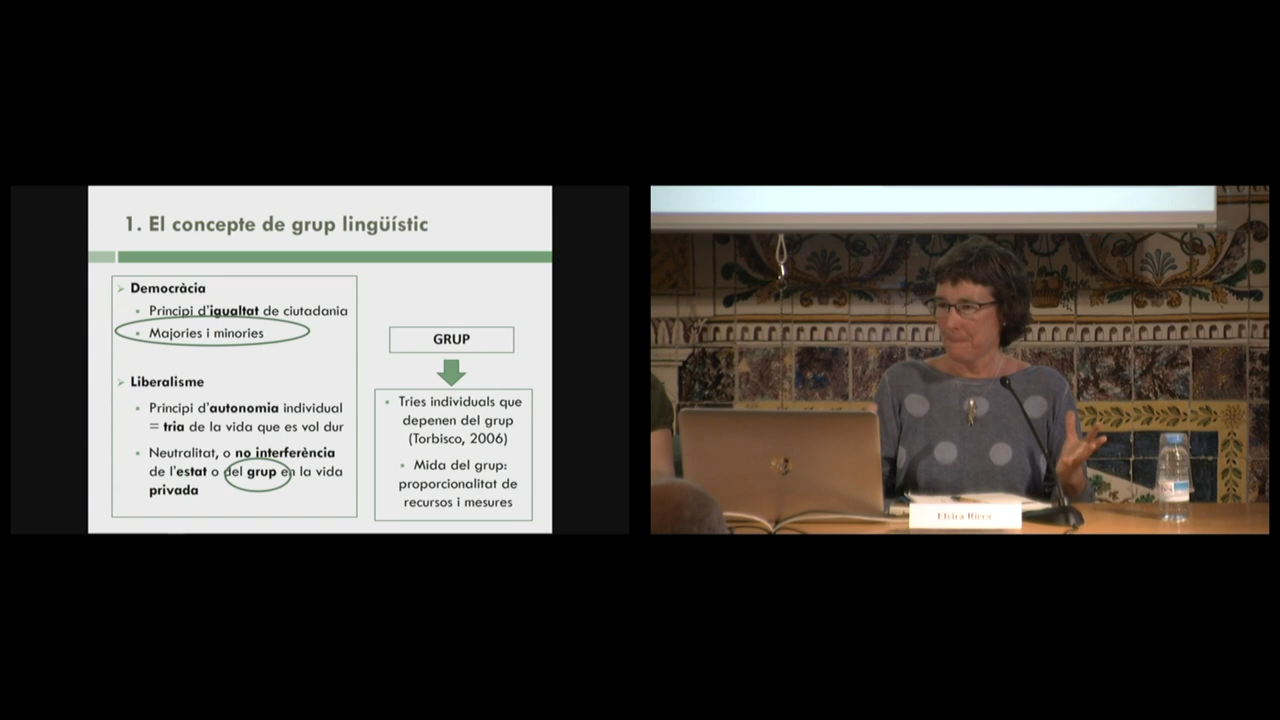 1. El concepte de grup lingüístic
Democràcia
Principi d'igualtat de ciutadania
Majories i minories
Liberalisme
Principi d'autonomia individual
= tria de la vida que es vol dur
Neutralitat, o no interferència
de l'estat o del grup en la vida
privada
GRUP
Tries individuals que
depenen del grup
(Torbisco, 2006)
Mida del grup:
proporcionalitat de
recursos i mesures
Elvira Riera